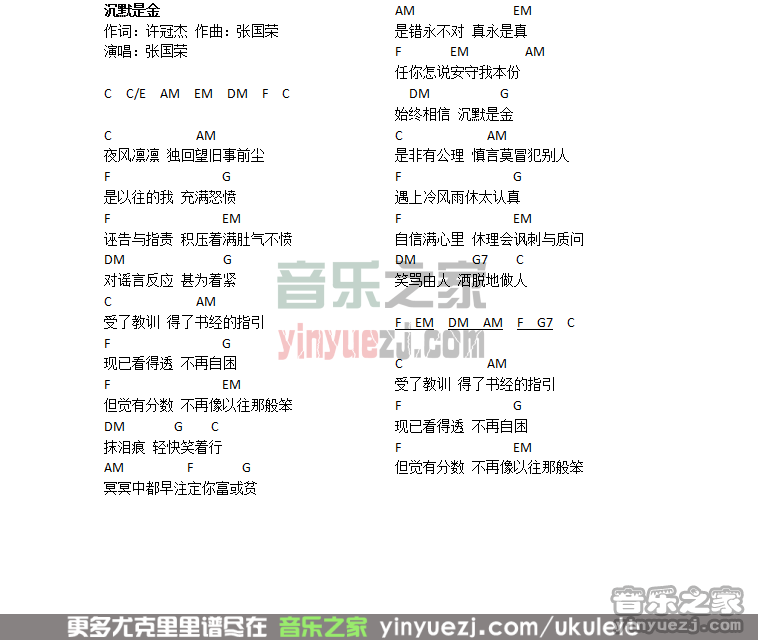 沉默是金
作词：许冠杰 作曲：张国荣
演唱：张国荣
C C/E AM EM DM F C
C AM
夜风凛凛 独回望旧事前尘
F G
是以往的我 充满怒愤
F EM
诬告与指责 积压着满肚气不愤
DM G
对谣言反应 甚为着紧
C AM
受了教训 得了书经的指引
F G
现已看得透 不再自困
F EM
但觉有分数 不再像以往那般笨
DM G C
抹泪痕 轻快笑着行
AM F G
冥冥中都早注定你富或贫
AM EM
是错永不对 真永是真
F EM AM
任你怎说安守我本份
DM G
始终相信 沉默是金
C AM
是非有公理 慎言莫冒犯别人
F G
遇上冷风雨休太认真
F EM
自信满心里 休理会讽刺与质问
DM G7 C
笑骂由人 洒脱地做人
F EM DM AM F G7 C
C AM
受了教训 得了书经的指引
F G
现已看得透 不再自困
F EM
但觉有分数 不再像以往那般笨
音乐之家
yinyuezj.com
更多尤克里里谱尽在 音乐之家 yinyuezj.com/ukulele
音乐之家
yinyuezj.com